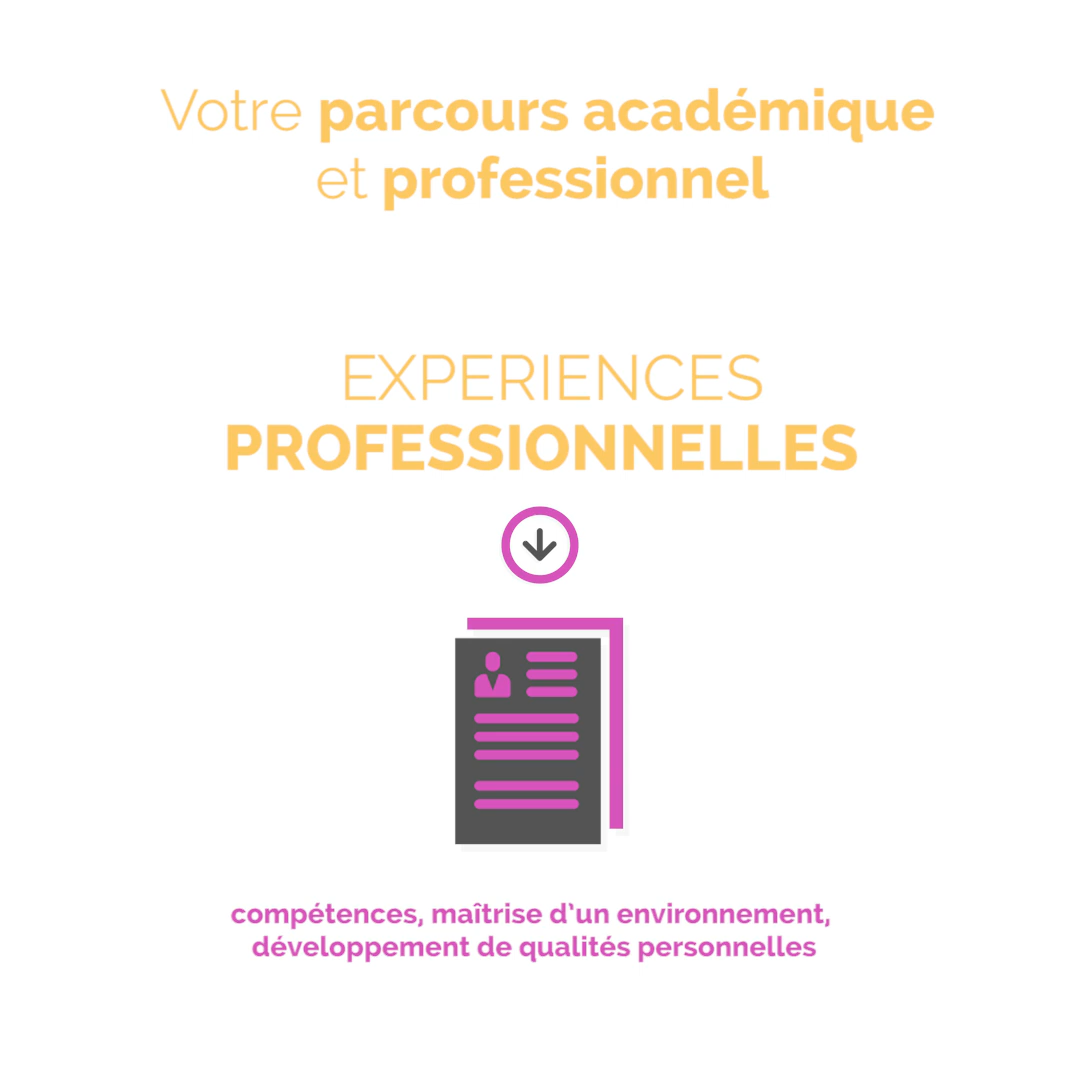 Votre parcours académique
et professionnel
EXPERIENCES
PROFESSIONNELLES
compétences, maîtrise d'un environnement,
développement de qualités personnelles